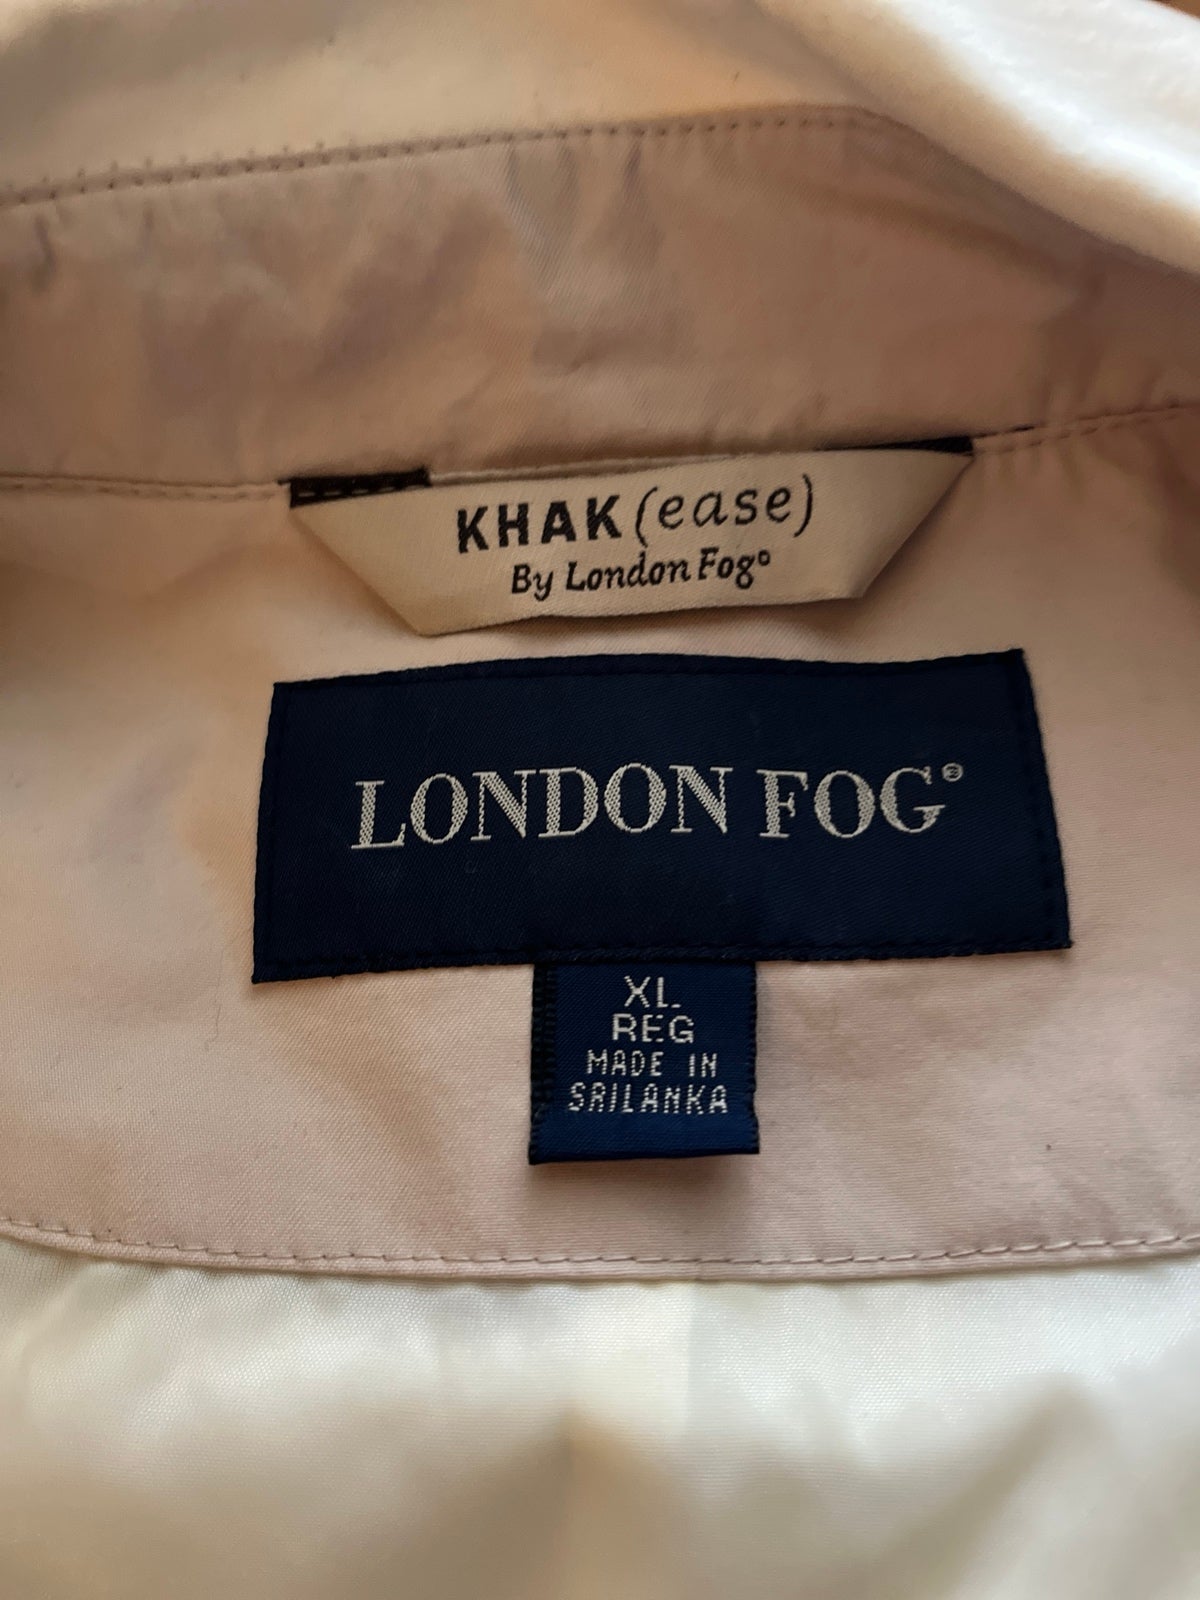 KHAK(ease)
By London Fog®
LONDON FOG®
XL
REG
MADE IN
SRILANKA